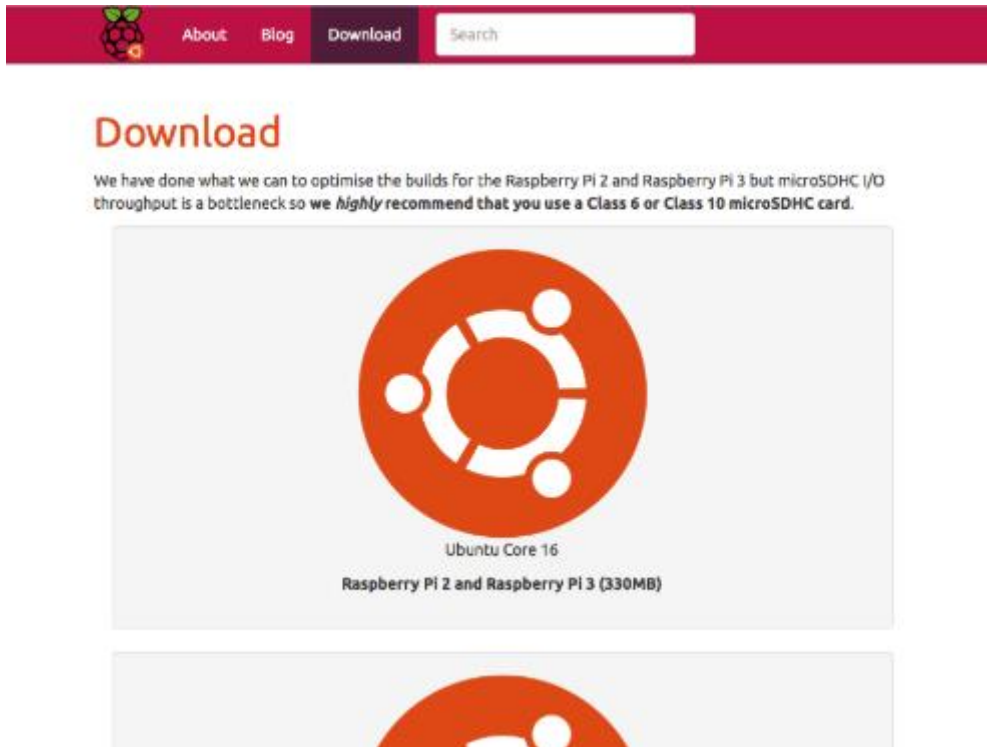 About Blog Download Search
Download
We have done what we can to optimise the builds for the Raspberry Pi 2 and Raspberry Pi 3 but microSDHC I/O
throughput is a bottleneck so we highly recommend that you use a Class 6 or Class 10 microSDHC card.
Ubuntu Core 16
Raspberry Pi 2 and Raspberry Pi 3 (330MB)